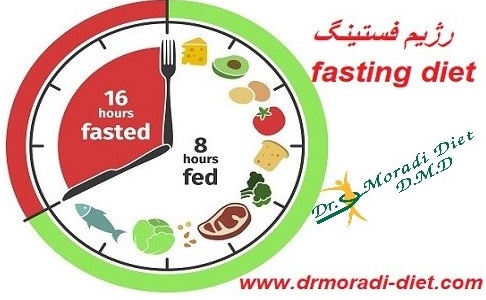 رژیم فستینگ
fasting diet
16
hours
fasted
8
hours
fed
Dr. Moradi Diet
D.M.D
www.drmoradi-diet.com